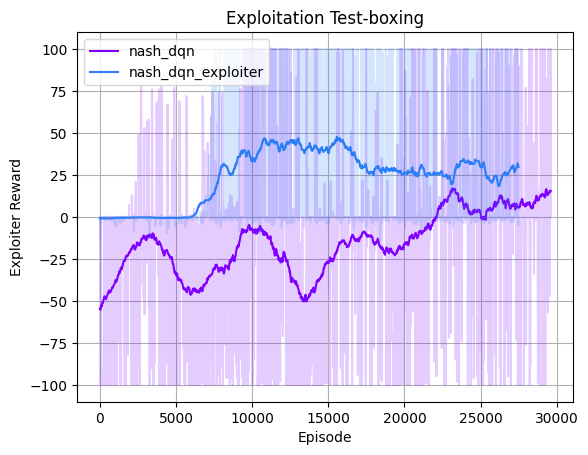 Exploitation Test-boxing
nash_dqn
nash_dqn_exploiter
Exploiter Reward
100
75
50
25
0
−25
−50
−75
−100
0 5000 10000 15000 20000 25000 30000
Episode